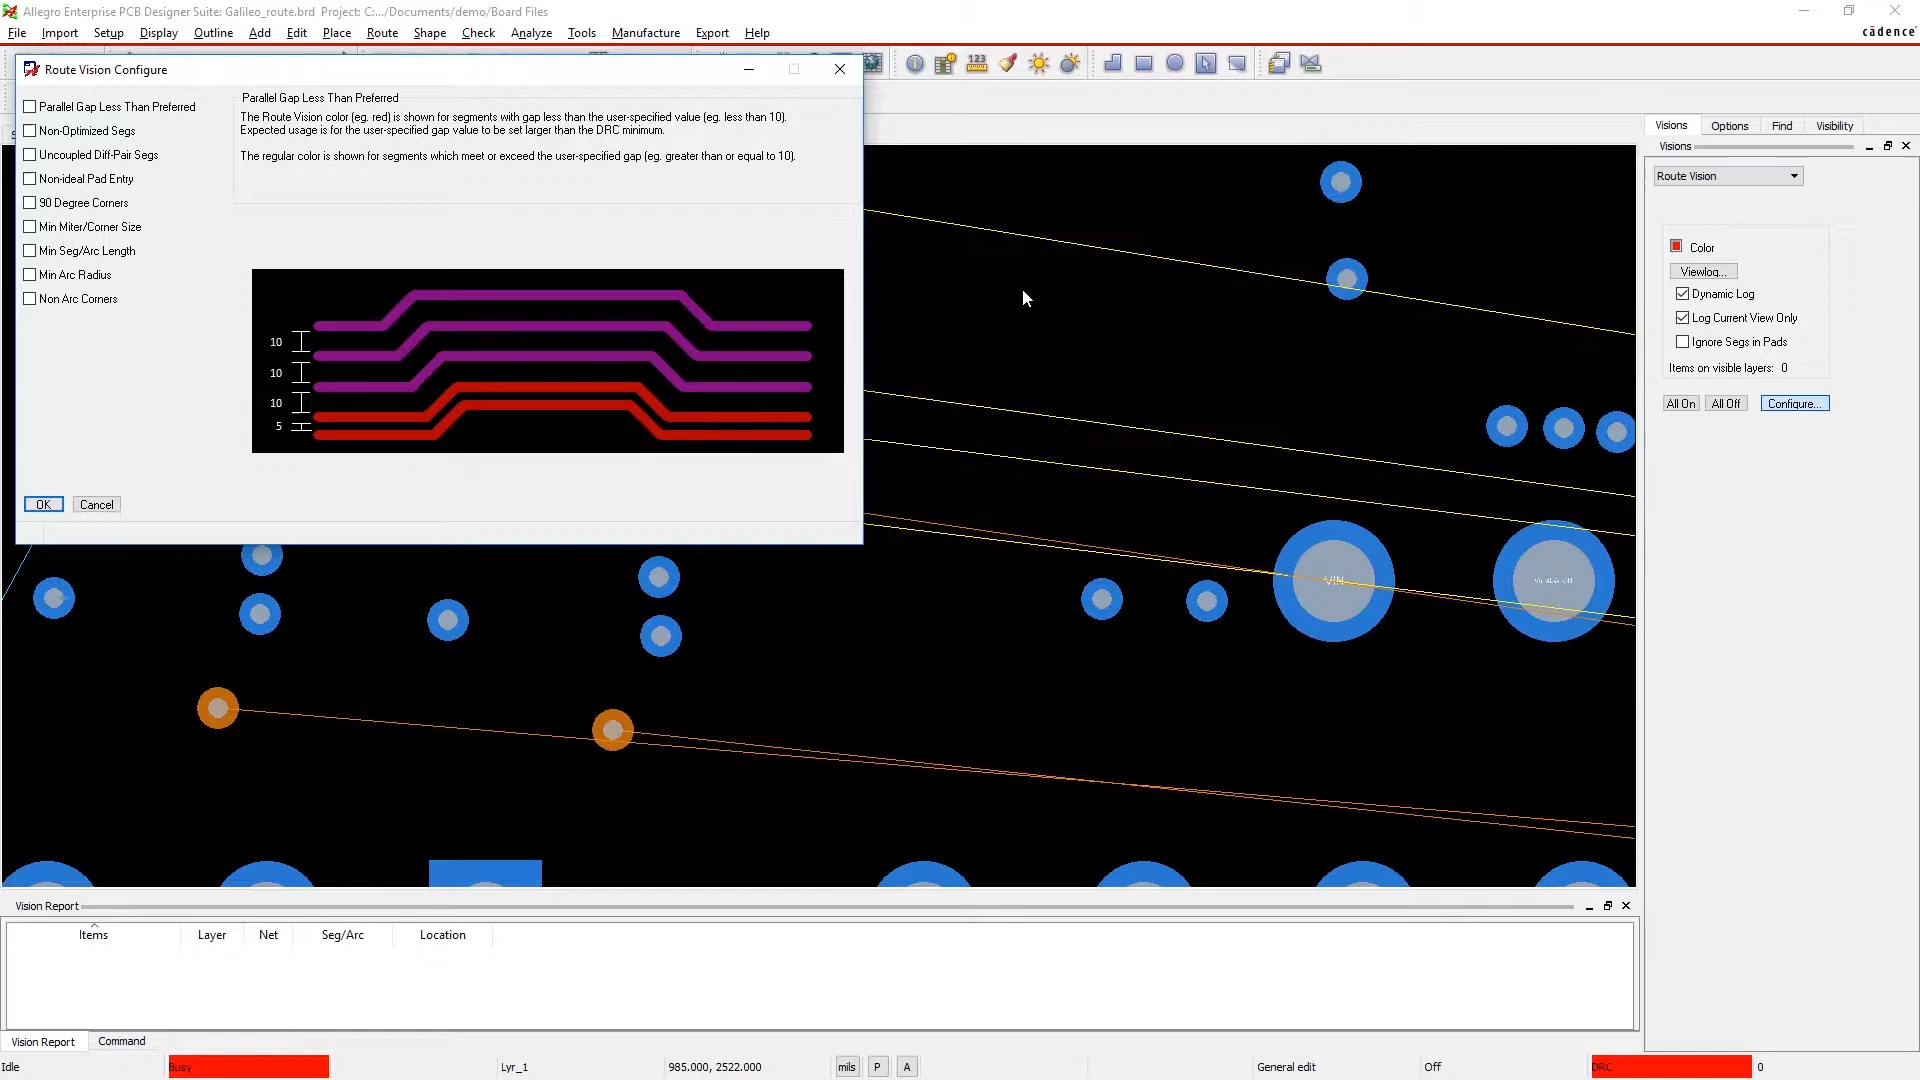 Allegro Enterprise PCB Designer Suite: Galileo_route.brd Project: C:.../Documents/demo/Board Files
File Import Setup Display Outline Add Edit Place Route Shape Check Analyze Tools Manufacture Export Help
cādence
Route Vision Configure
123
Parallel Gap Less Than Preferred
Non-Optimized Segs
Uncoupled Diff-Pair Segs
Non-ideal Pad Entry
90 Degree Corners
Min Miter/Corner Size
Min Seg/Arc Length
Min Arc Radius
Non Arc Corners
Parallel Gap Less Than Preferred
The Route Vision color (eg. red) is shown for segments with gap less than the user-specified value (eg. less than 10).
Expected usage is for the user-specified gap value to be set larger than the DRC minimum.
The regular color is shown for segments which meet or exceed the user-specified gap (eg. greater than or equal to 10).
10
10
10
5
OK Cancel
Visions Options Find Visibility
Visions
Route Vision
Color
Viewlog...
Dynamic Log
Log Current View Only
Ignore Segs in Pads
Items on visible layers: 0
All On All Off Configure...
VIN
Vision Report
Items Layer Net Seg/Arc Location
Vision Report Command
Idle Busy Lyr_1 985.000, 2522.000 mils P A General edit Off DRC 0